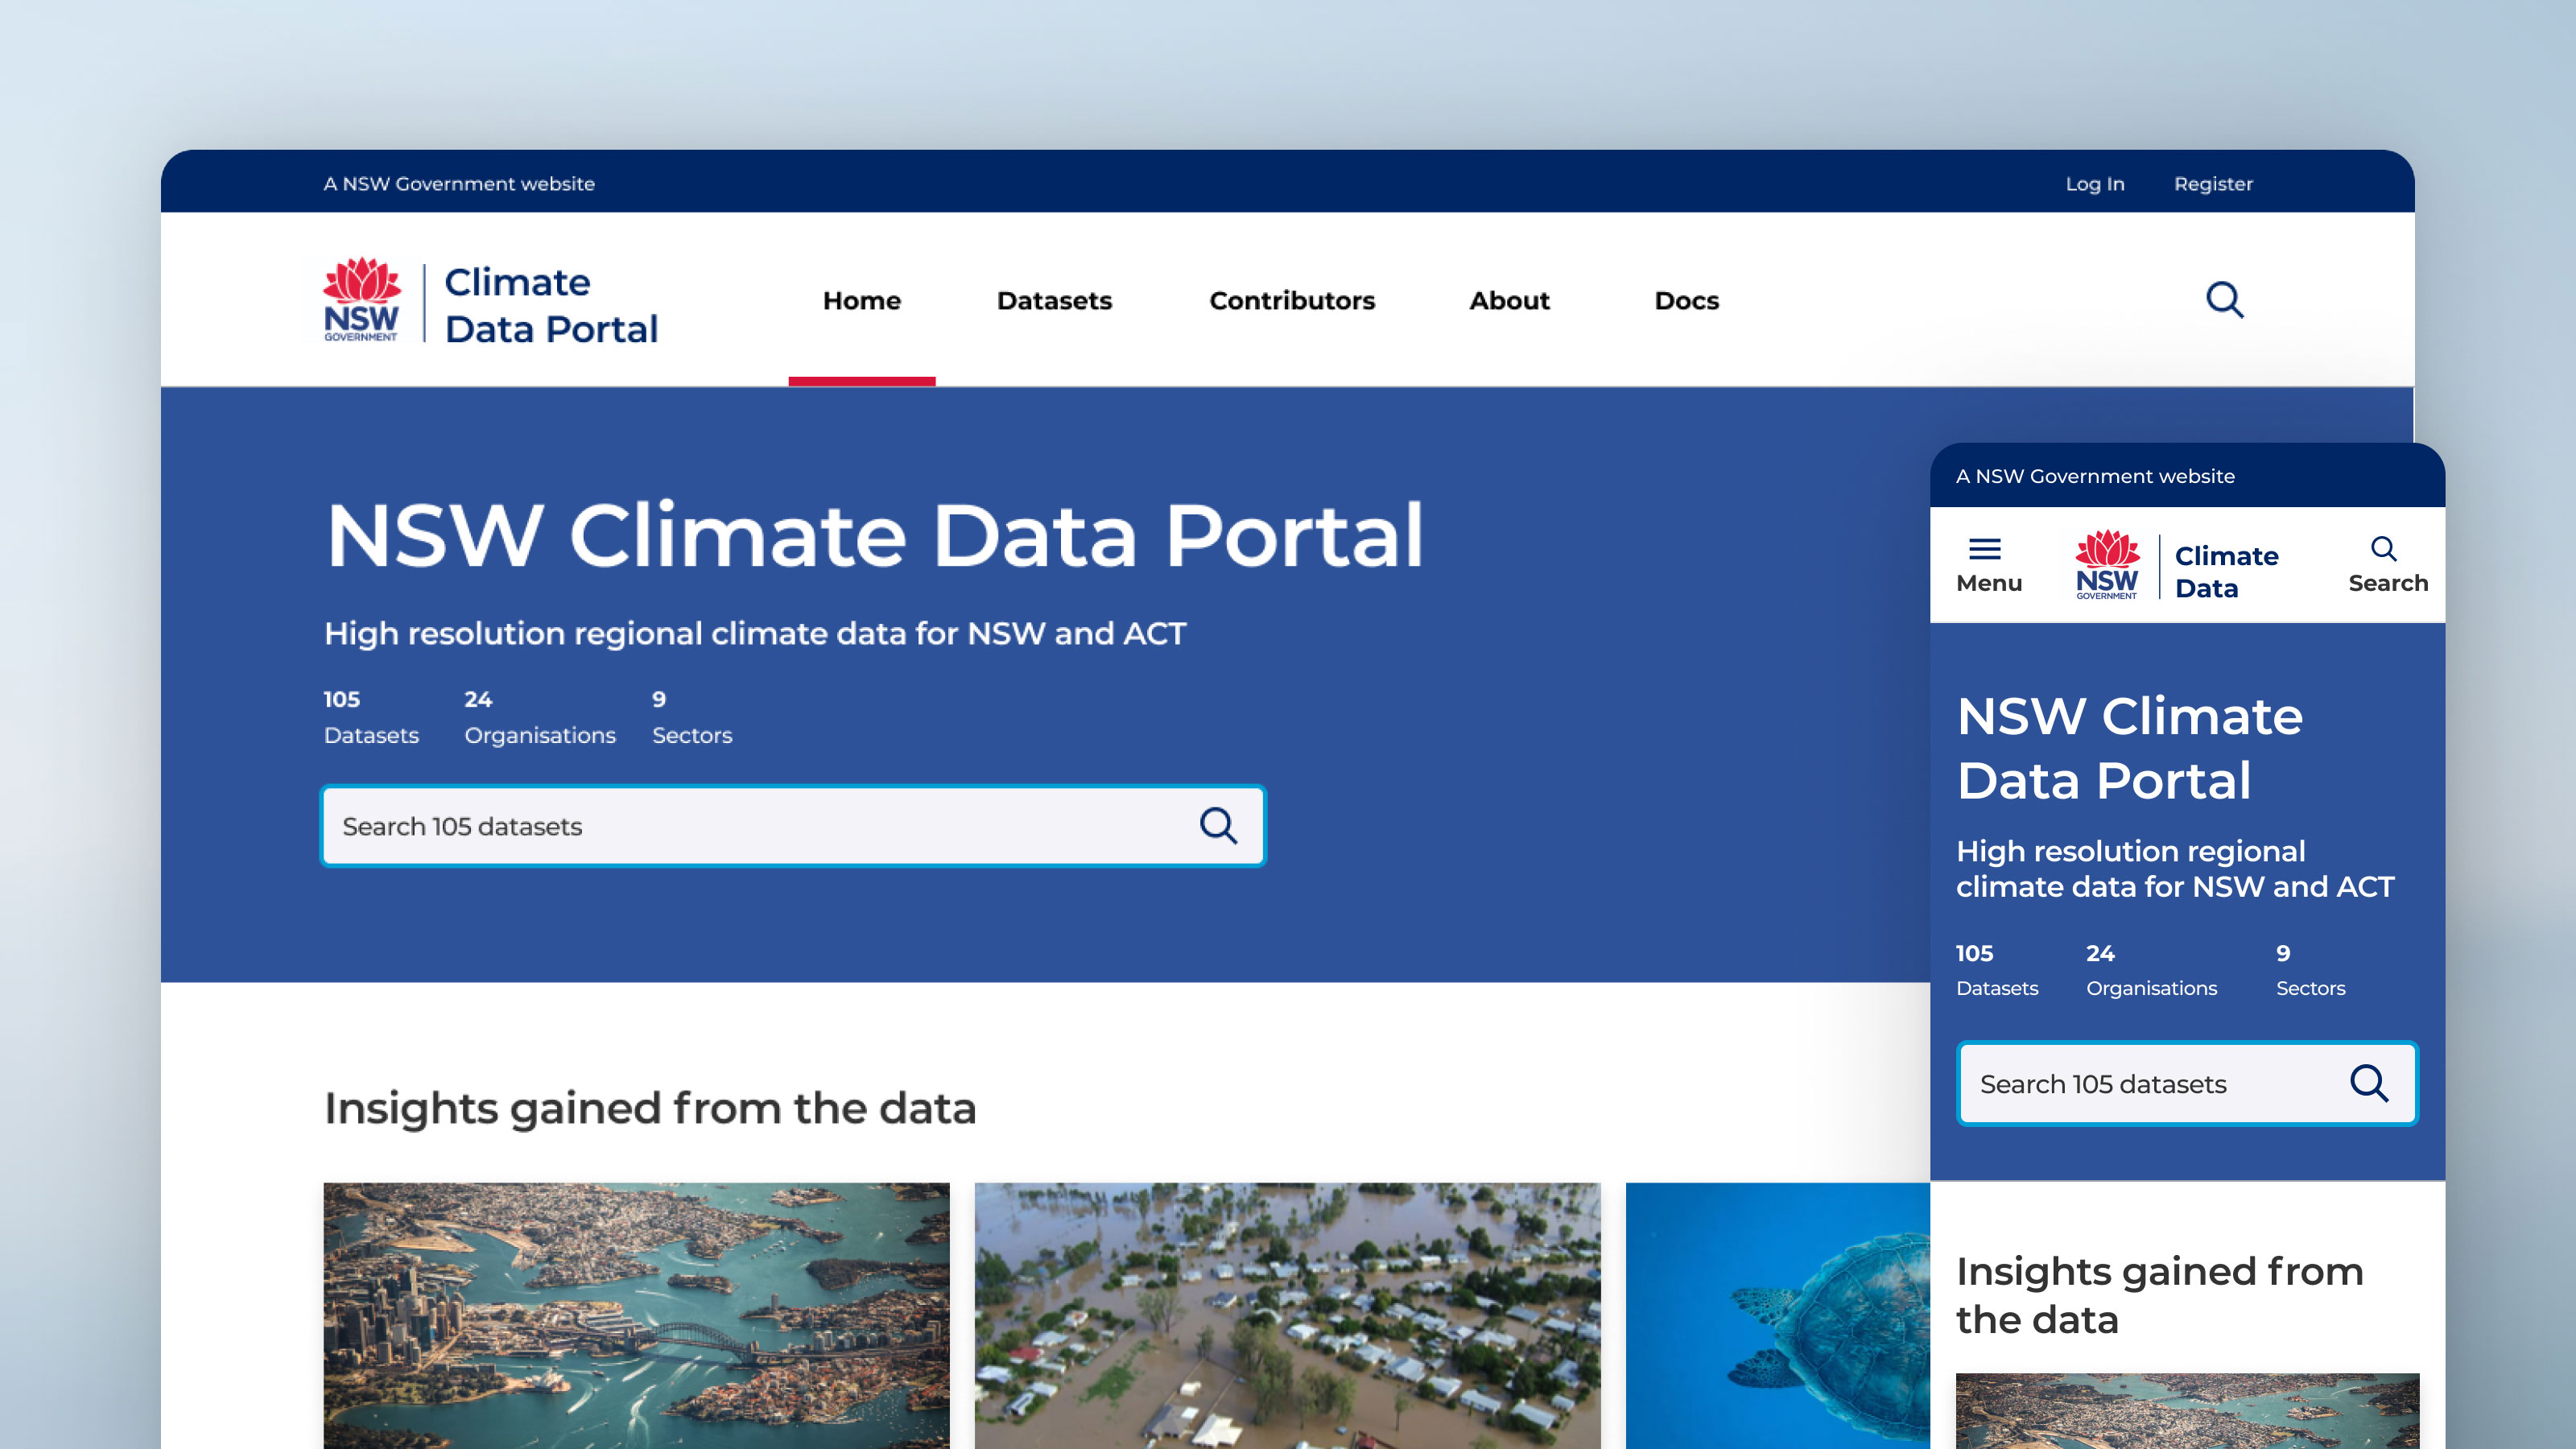 A NSW Government website
Log In
Register
NSW
GOVERNMENT
Climate
Data Portal
Home
Datasets
Contributors
About
Docs
NSW Climate Data Portal
High resolution regional climate data for NSW and ACT
105
24
9
Datasets
Organisations
Sectors
Search 105 datasets
Insights gained from the data
A NSW Government website
Menu
NSW
GOVERNMENT
Climate
Data
Search
NSW Climate
Data Portal
High resolution regional
climate data for NSW and ACT
105
24
9
Datasets
Organisations
Sectors
Search 105 datasets
Insights gained from
the data